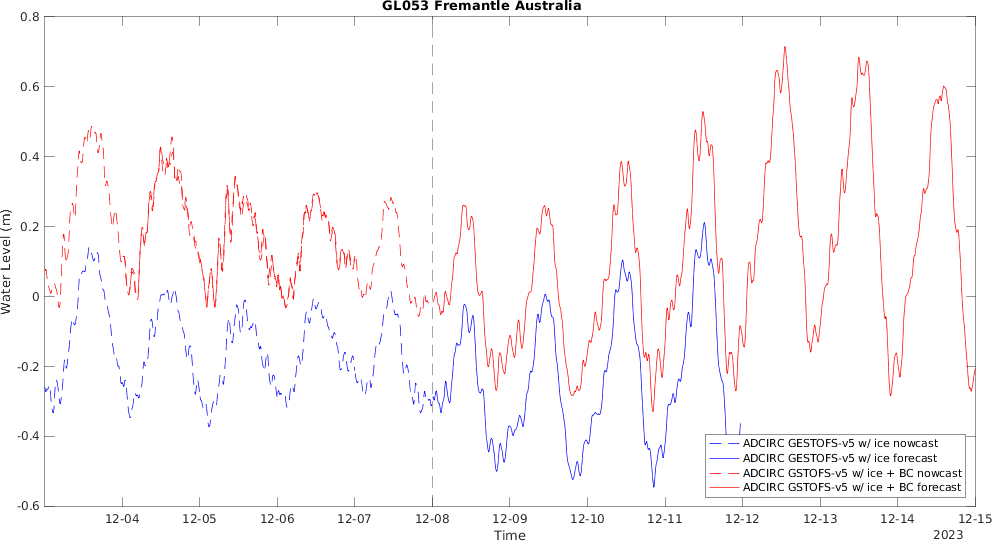 GL053 Fremantle Australia
0.8
0.6
0.4
0.2
0
-0.2
-0.4
-0.6
Water Level (m)
ADCIRC GESTOFS-v5 w/ ice nowcast
ADCIRC GESTOFS-v5 w/ ice forecast
ADCIRC GSTOFS-v5 w/ ice + BC nowcast
ADCIRC GSTOFS-v5 w/ ice + BC forecast
12-04 12-05 12-06 12-07 12-08 12-09 12-10 12-11 12-12 12-13 12-14 12-15
Time
2023